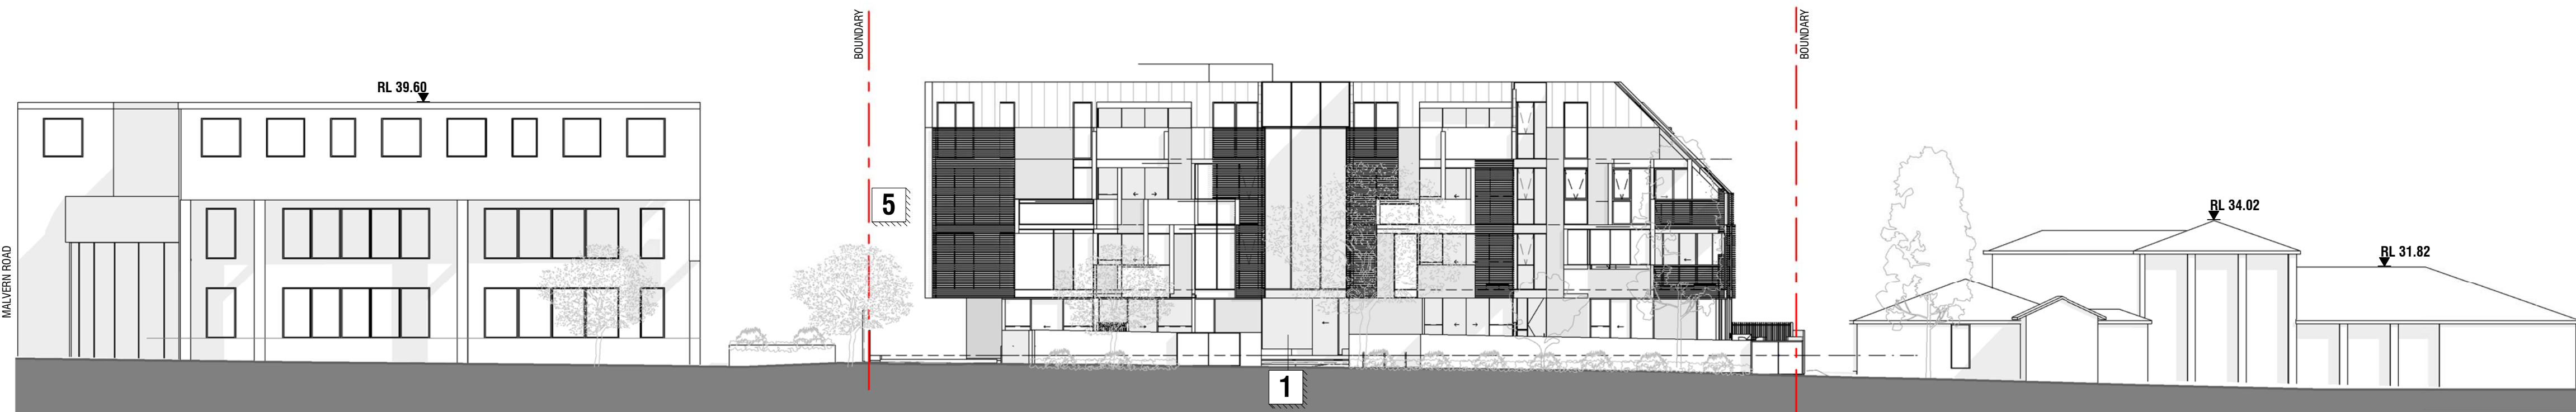 MALVERN ROAD
RL 39.60
BOUNDARY
5
1
BOUNDARY
RL 34.02
RL 31.82